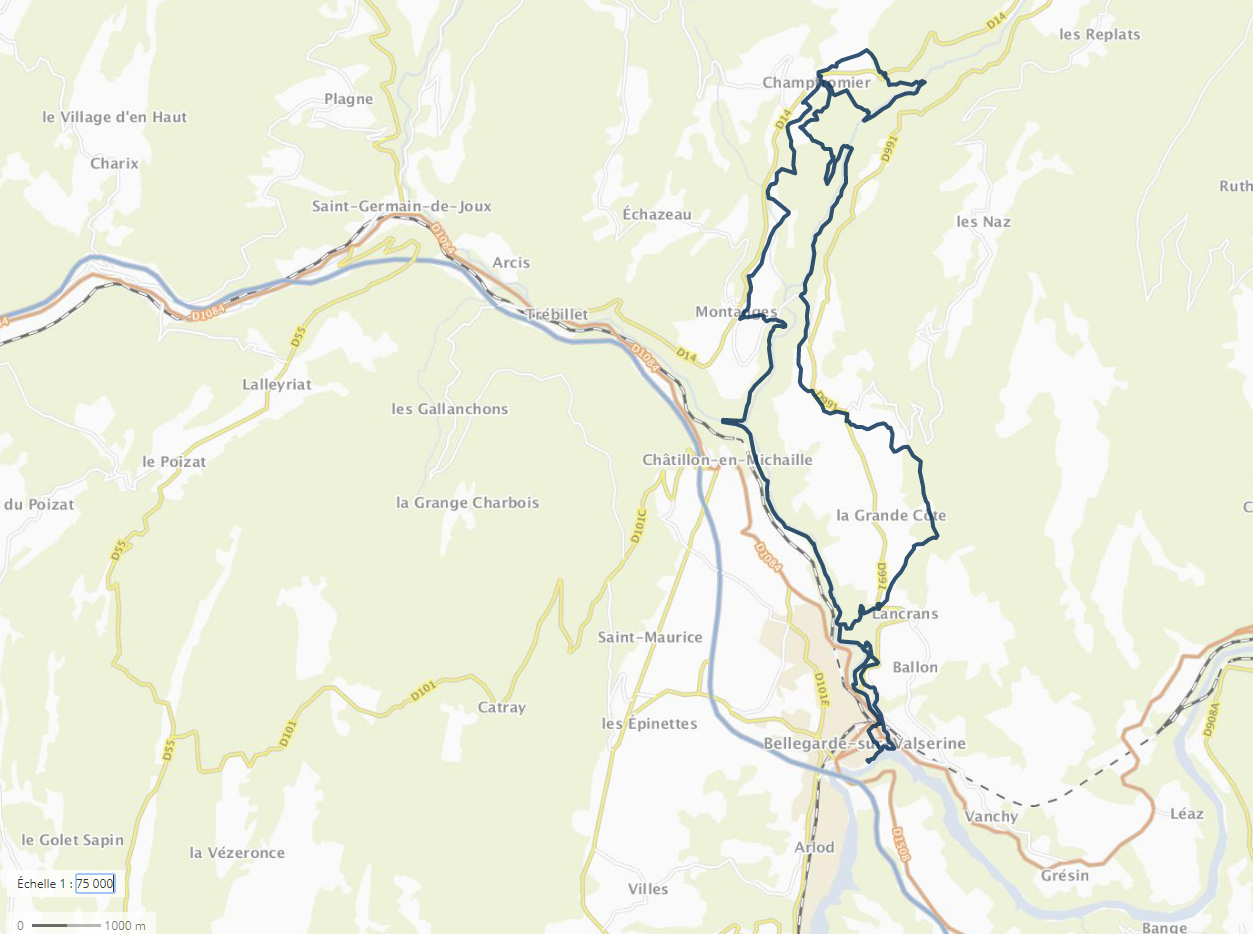 D14
les Replats
Champfromier
Plagne
le Village d'en Haut
D14
D991
Charix
Ruth
Saint-Germain-de-Joux
Échazeau
les Naz
D1084
Arcis
Montanges
D1084
Trébillet
D55
D14
D1084
Lalleyriat
D991
les Gallanchons
le Poizat
Châtillon-en-Michaille
du Poizat
la Grange Charbois
la Grande Côte
D101C
D55
D1084
D991
Lancrans
Saint-Maurice
Ballon
D101
D101E
Catray
les Épinettes
D908A
D101
D55
Bellegarde-sur-Valserine
Léaz
Vanchy
le Golet Sapin
Arlod
D1508
la Vézeronce
Grésin
Échelle 1 : 75 000
Villes
0 1000 m
Bange